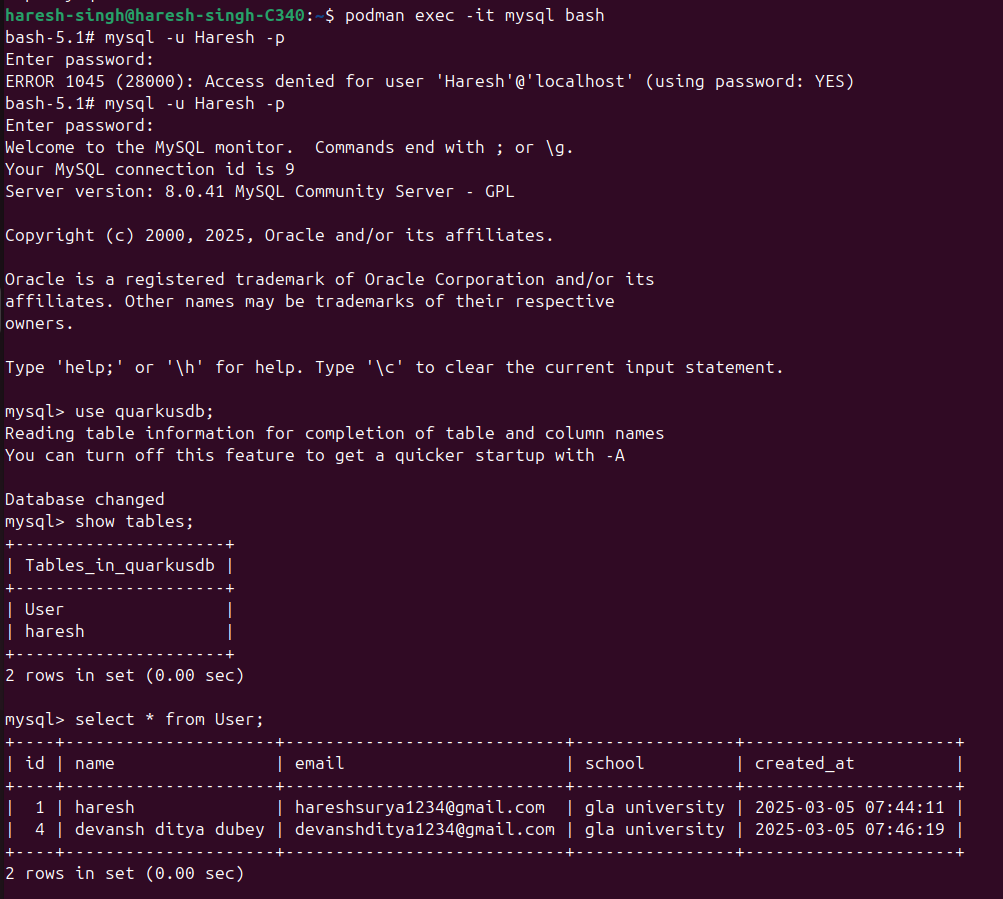 haresh-singh@haresh-singh-C340:~$ podman exec -it mysql bash
bash-5.1# mysql -u Haresh -p
Enter password:
ERROR 1045 (28000): Access denied for user 'Haresh'@'localhost' (using password: YES)
bash-5.1# mysql -u Haresh -p
Enter password:
Welcome to the MySQL monitor.  Commands end with ; or \g.
Your MySQL connection id is 9
Server version: 8.0.41 MySQL Community Server - GPL

Copyright (c) 2000, 2025, Oracle and/or its affiliates.

Oracle is a registered trademark of Oracle Corporation and/or its
affiliates. Other names may be trademarks of their respective
owners.

Type 'help;' or '\h' for help. Type '\c' to clear the current input statement.

mysql> use quarkusdb;
Reading table information for completion of table and column names
You can turn off this feature to get a quicker startup with -A

Database changed
mysql> show tables;
+---------------------+
| Tables_in_quarkusdb |
+---------------------+
| User                |
| haresh              |
+---------------------+
2 rows in set (0.00 sec)

mysql> select * from User;
+----+---------------------+----------------------------+----------------+---------------------+
| id | name                | email                      | school         | created_at          |
+----+---------------------+----------------------------+----------------+---------------------+
|  1 | haresh              | hareshsurya1234@gmail.com  | gla university | 2025-03-05 07:44:11 |
|  4 | devansh ditya dubey | devanshditya1234@gmail.com | gla university | 2025-03-05 07:46:19 |
+----+---------------------+----------------------------+----------------+---------------------+
2 rows in set (0.00 sec)